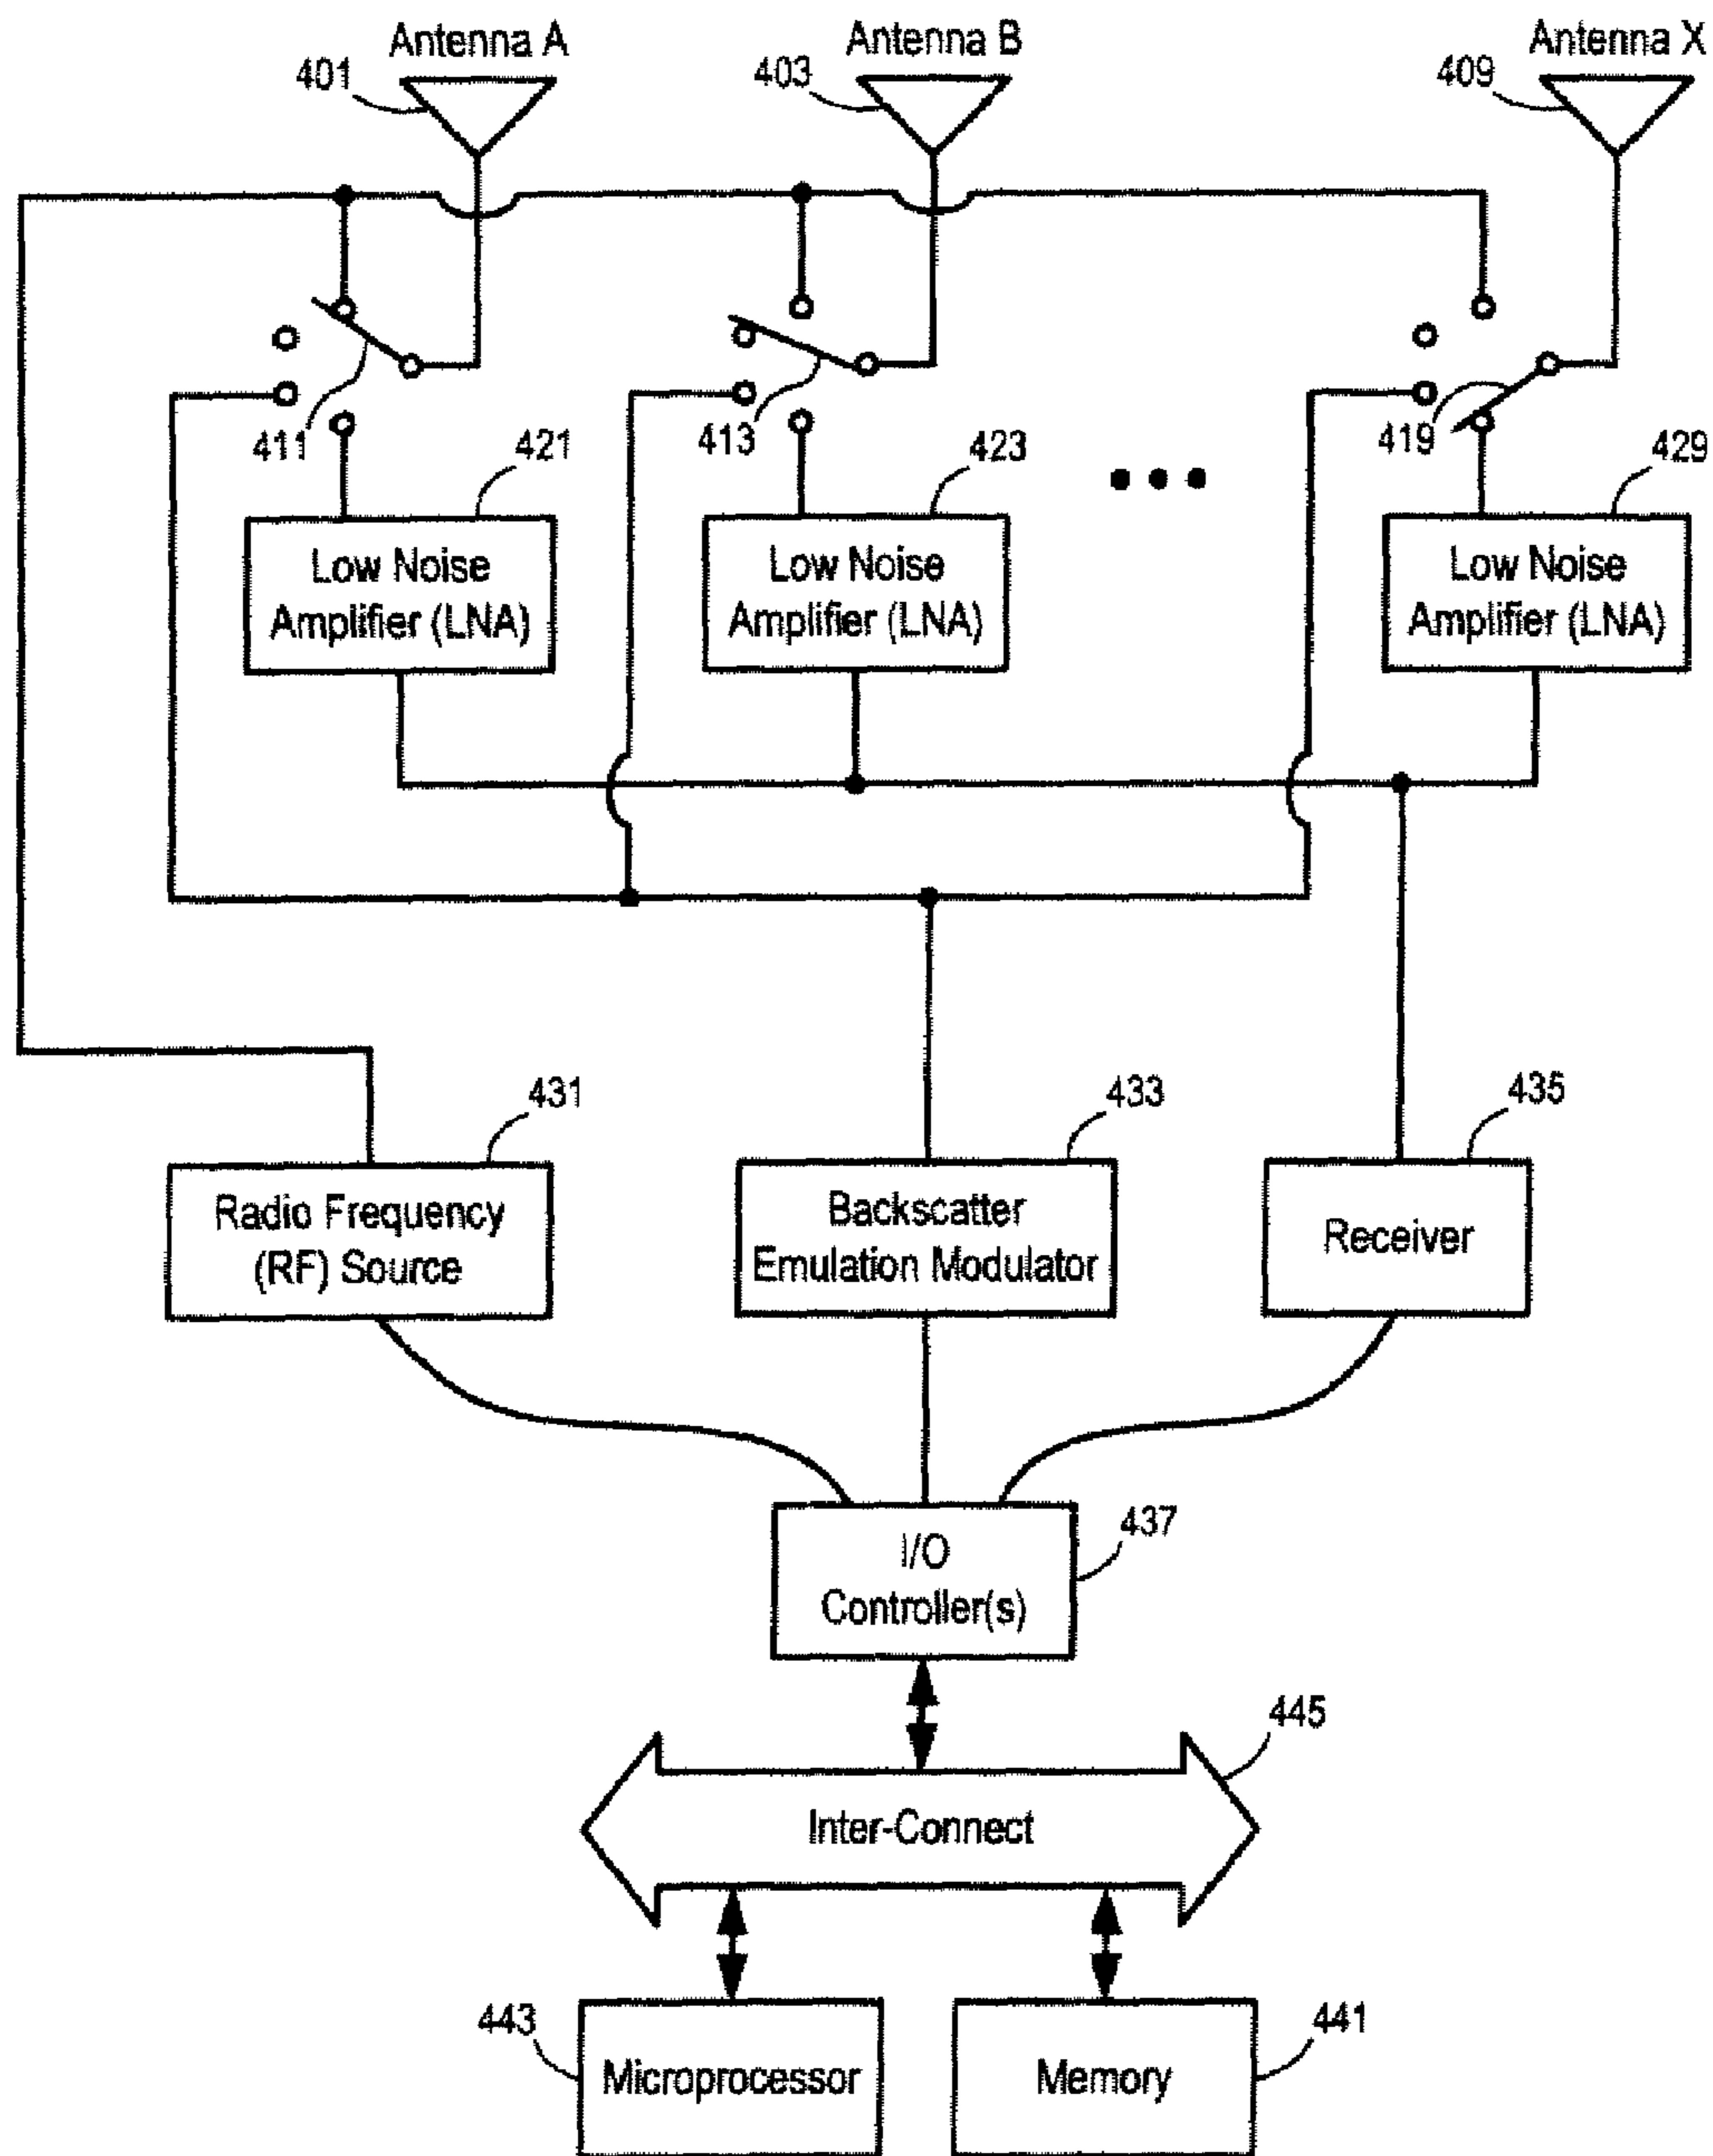 Antenna A
Antenna B
Antenna X
401
403
409
411
413
419
421
423
429
Low Noise
Amplifier (LNA)
Low Noise
Amplifier (LNA)
Low Noise
Amplifier (LNA)
431
433
435
Radio Frequency
(RF) Source
Backscatter
Emulation Modulator
Receiver
437
I/O
Controller(s)
445
Inter-Connect
443
441
Microprocessor
Memory